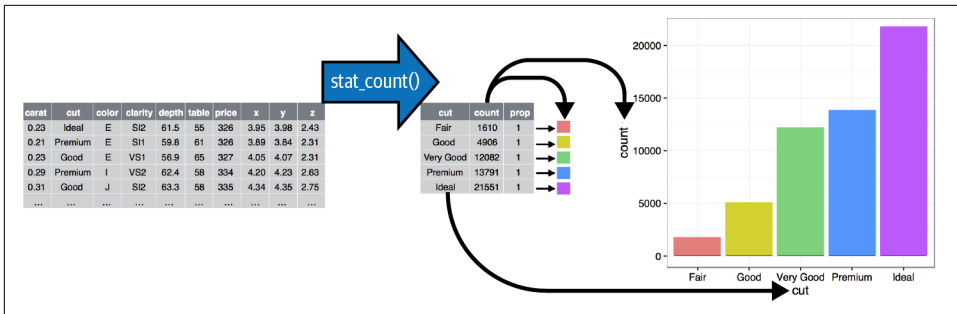 stat_count()
carat cut color clarity depth table price x y z
0.23 Ideal E SI2 61.5 55 326 3.95 3.98 2.43
0.21 Premium E SI1 59.8 61 326 3.89 3.84 2.31
0.23 Good E VS1 56.9 65 327 4.05 4.07 2.31
0.29 Premium I VS2 62.4 58 334 4.20 4.23 2.63
0.31 Good J SI2 63.3 58 335 4.34 4.35 2.75
... ... ... ... ... ... ... ... ... ...
cut count prop
Fair 1610 1
Good 4906 1
Very Good 12082 1
Premium 13791 1
Ideal 21551 1
count
20000
15000
10000
5000
0
Fair Good Very Good Premium Ideal
cut